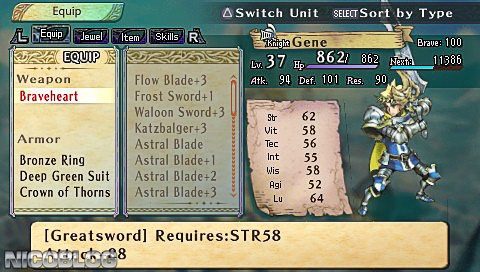 Equip
△Switch Unit SELECT Sort by Type
L Equip Jewel Item Skills R
EQUIP
Weapon
Braveheart
Armor
Bronze Ring
Deep Green Suit
Crown of Thorns
Flow Blade+3
Frost Sword+1
Waloon Sword+3
Katzbalger+3
Astral Blade
Astral Blade+1
Astral Blade+2
Astral Blade+3
Knight Gene Brave: 100
Lv. 37 Hp 862/ 862 Next: 11386
Atk. 94 Def. 101 Res. 90
Str 62
Vit 58
Tec 56
Int 55
Wis 58
Agi 52
Lu 64
[Greatsword] Requires:STR58
NICOBLOG